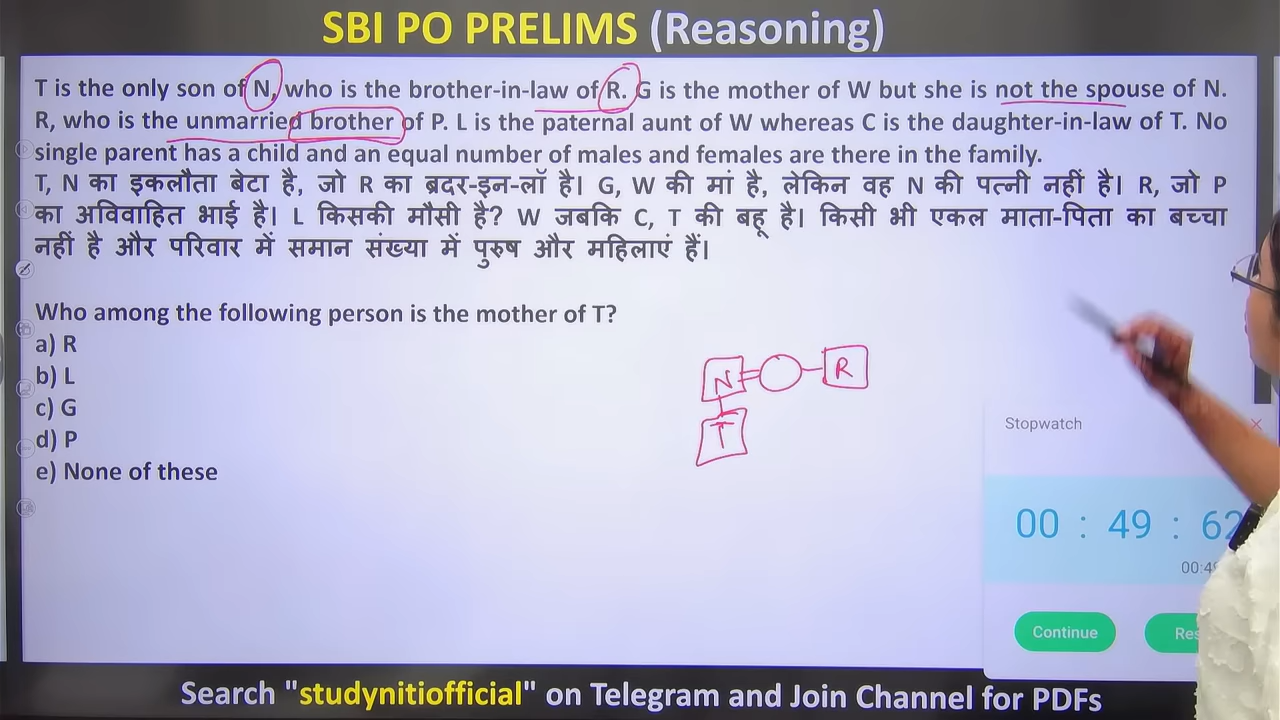 SBI PO PRELIMS (Reasoning)
T is the only son of N, who is the brother-in-law of R. G is the mother of W but she is not the spouse of N.
R, who is the unmarried brother of P. L is the paternal aunt of W whereas C is the daughter-in-law of T. No
single parent has a child and an equal number of males and females are there in the family.
T, N का इकलौता बेटा है, जो R का ब्रदर-इन-लॉ है। G, W की मां है, लेकिन वह N की पत्नी नहीं है। R, जो P
का अविवाहित भाई है। L किसकी मौसी है? W जबकि C, T की बहू है। किसी भी एकल माता-पिता का बच्चा
नहीं है और परिवार में समान संख्या में पुरुष और महिलाएं हैं।
Who among the following person is the mother of T?
a) R
b) L
c) G
d) P
e) None of these
N R
T
Stopwatch
00 : 49 : 62
Continue
Search "studynitiofficial" on Telegram and Join Channel for PDFs